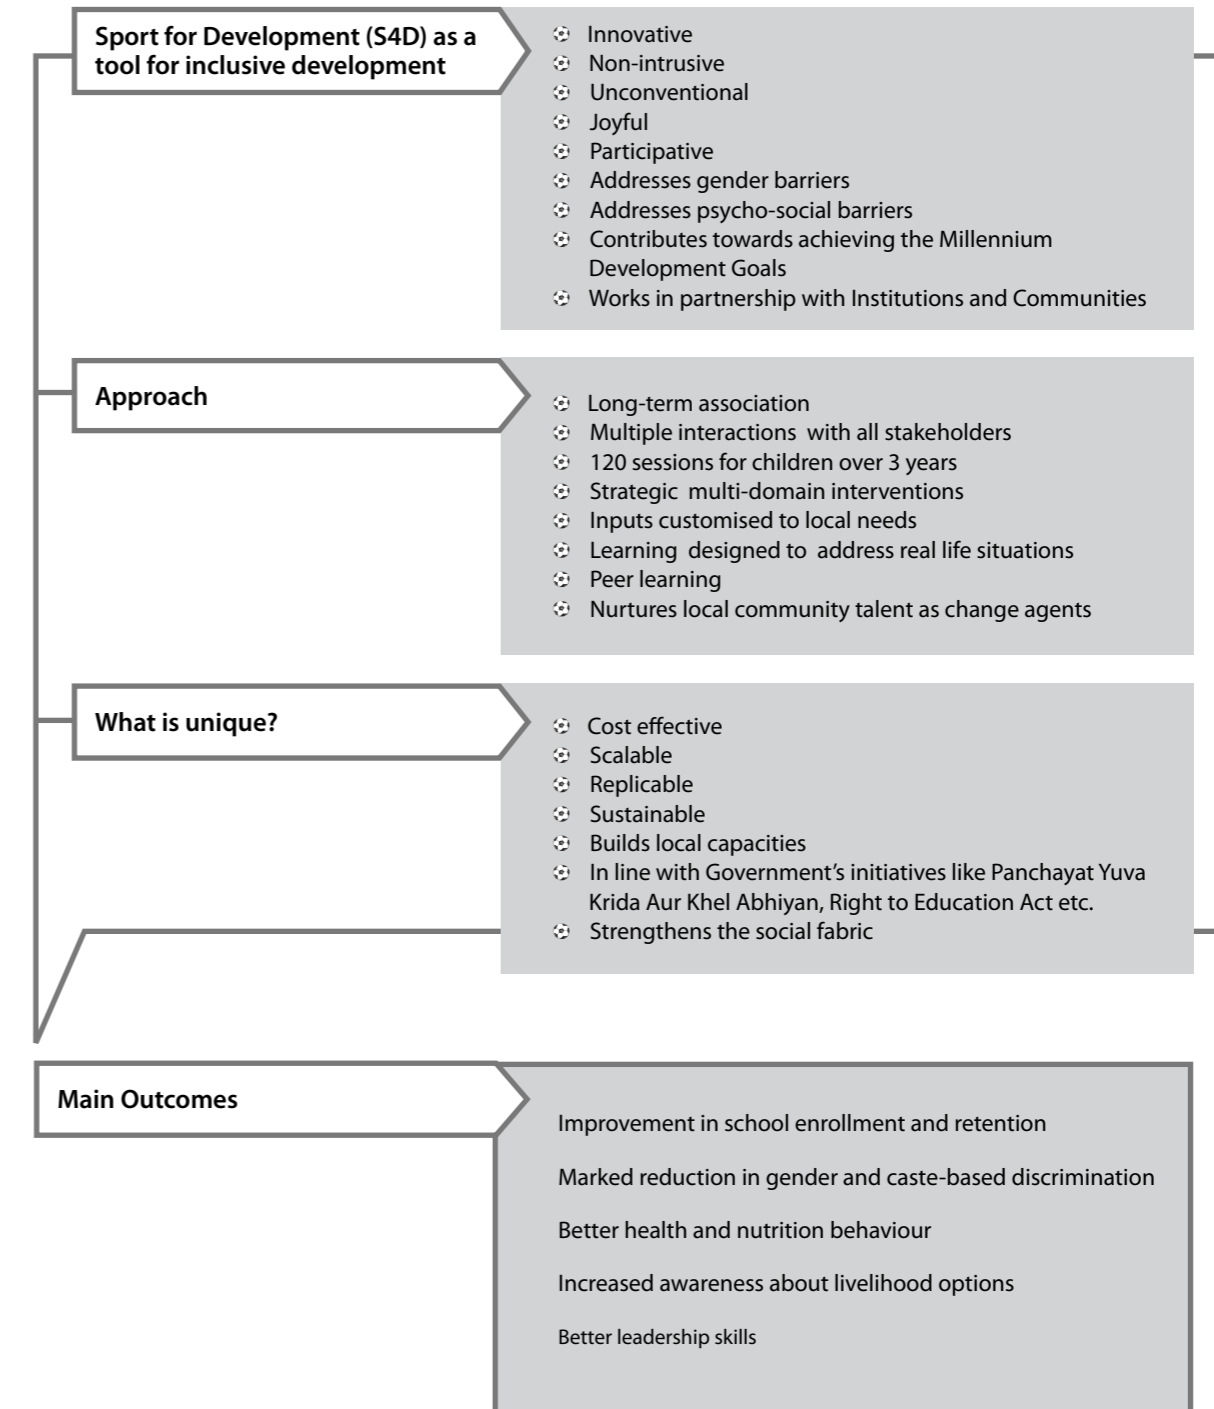 Sport for Development (S4D) as a
tool for inclusive development
Innovative
Non-intrusive
Unconventional
Joyful
Participative
Addresses gender barriers
Addresses psycho-social barriers
Contributes towards achieving the Millennium
Development Goals
Works in partnership with Institutions and Communities
Approach
Long-term association
Multiple interactions with all stakeholders
120 sessions for children over 3 years
Strategic multi-domain interventions
Inputs customised to local needs
Learning designed to address real life situations
Peer learning
Nurtures local community talent as change agents
What is unique?
Cost effective
Scalable
Replicable
Sustainable
Builds local capacities
In line with Government’s initiatives like Panchayat Yuva
Krida Aur Khel Abhiyan, Right to Education Act etc.
Strengthens the social fabric
Main Outcomes
Improvement in school enrollment and retention
Marked reduction in gender and caste-based discrimination
Better health and nutrition behaviour
Increased awareness about livelihood options
Better leadership skills